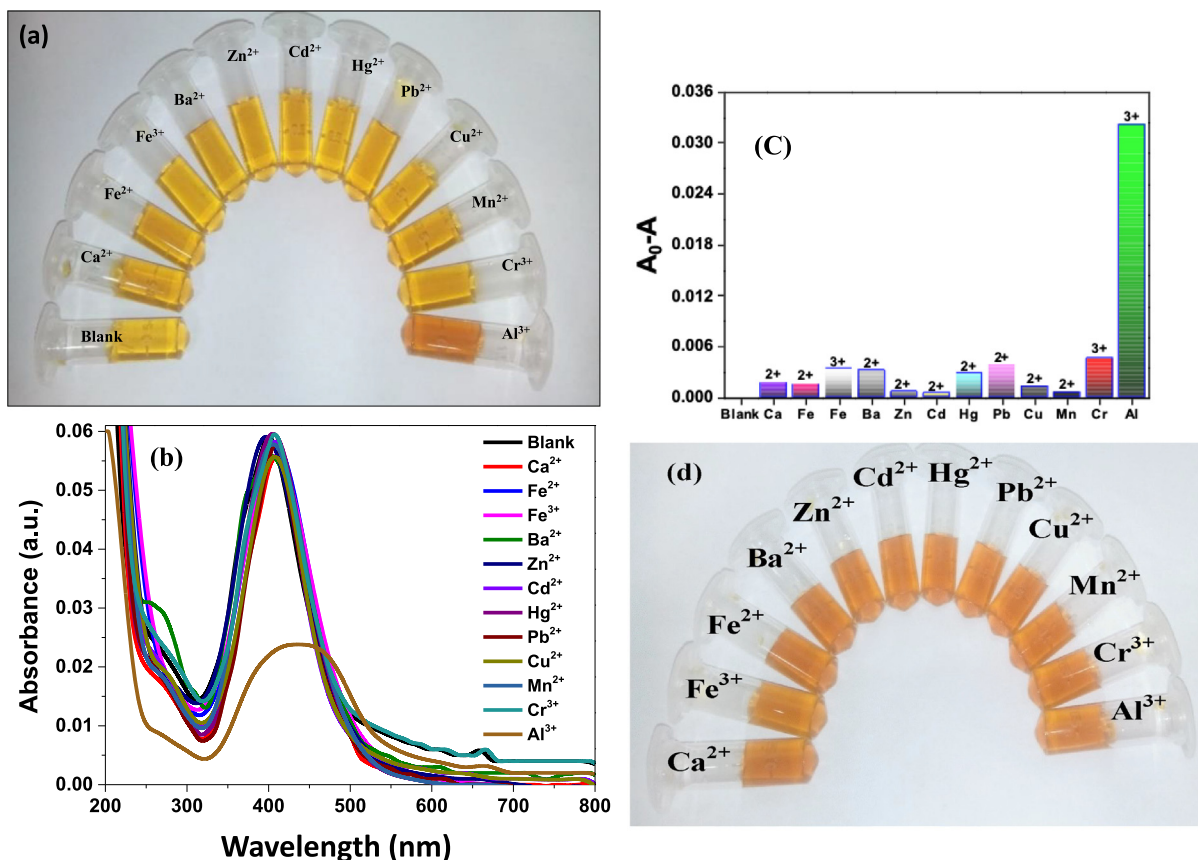 (a)
Zn2+
Cd2+
Hg2+
Ba2+
Pb2+
Fe3+
Cu2+
Fe2+
Mn2+
Ca2+
Cr3+
Blank
Al3+
(b)
0.06
0.05
0.04
0.03
0.02
0.01
0.00
Absorbance (a.u.)
200 300 400 500 600 700 800
Wavelength (nm)
Blank
Ca2+
Fe2+
Fe3+
Ba2+
Zn2+
Cd2+
Hg2+
Pb2+
Cu2+
Mn2+
Cr3+
Al3+
(C)
0.036
0.030
0.024
0.018
0.012
0.006
0.000
A0-A
2+ 2+ 3+ 2+ 2+ 2+ 2+ 2+ 2+ 2+ 3+ 3+
Blank Ca Fe Fe Ba Zn Cd Hg Pb Cu Mn Cr Al
(d)
Cd2+
Hg2+
Zn2+
Pb2+
Ba2+
Cu2+
Fe2+
Mn2+
Fe3+
Cr3+
Ca2+
Al3+